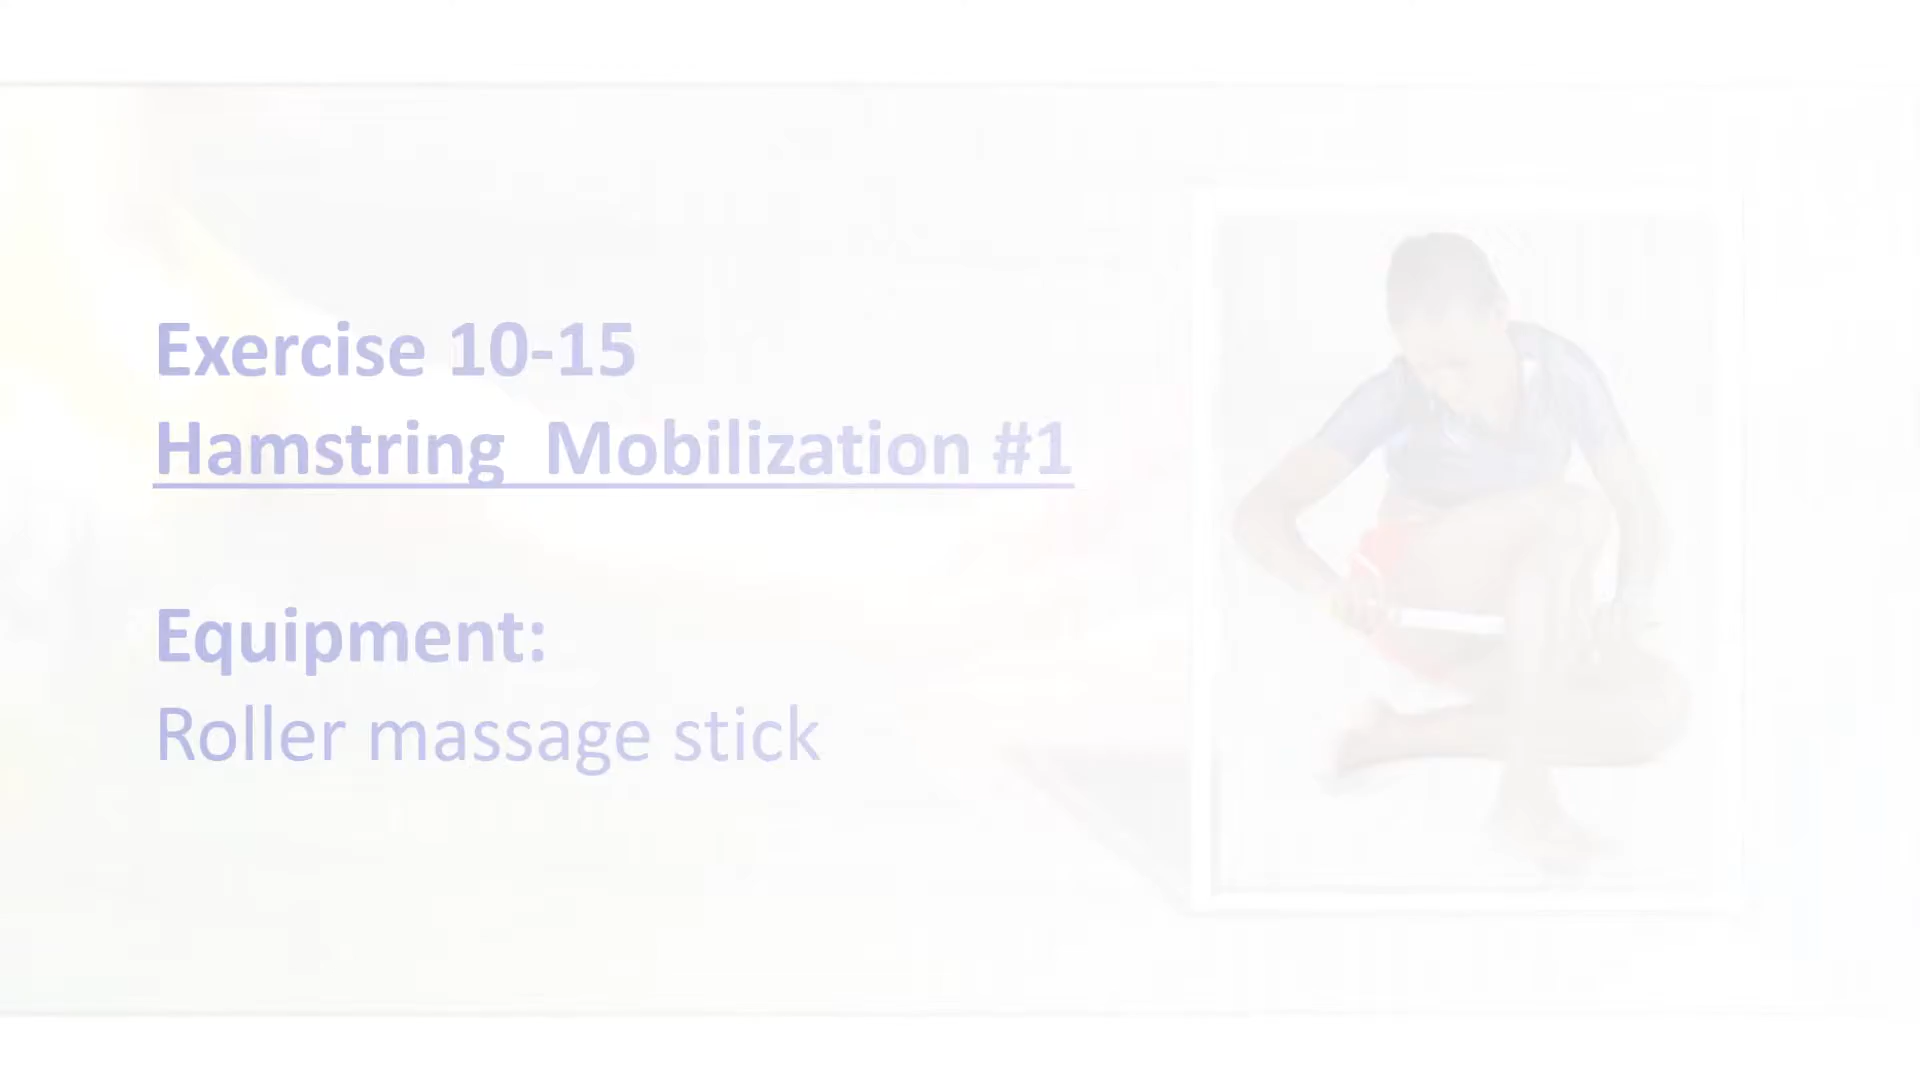 Exercise 10-15
Hamstring  Mobilization #1
Equipment:
Roller massage stick